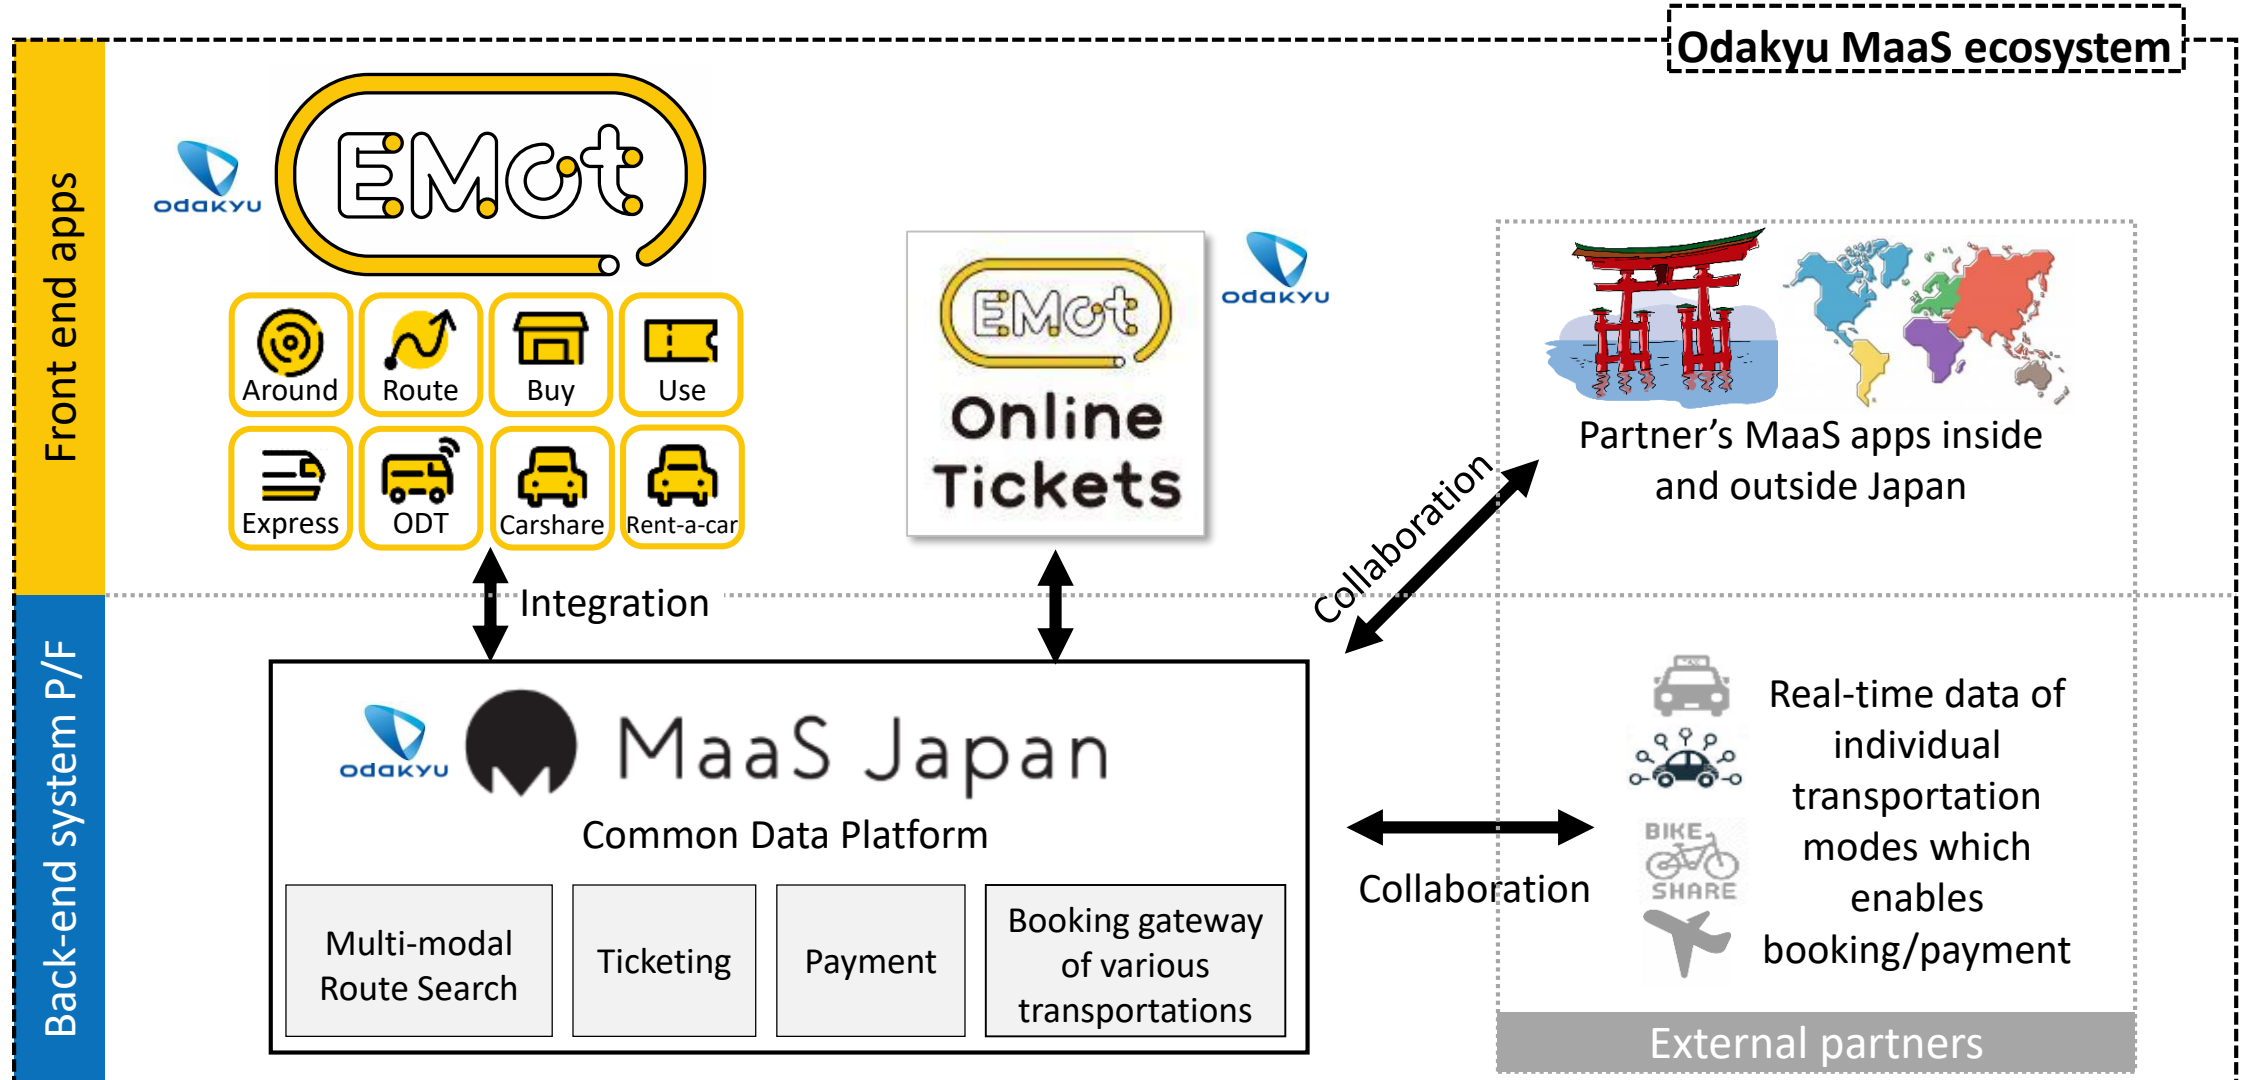 Odakyu MaaS ecosystem
Front end apps
odakyu
EMot
Around
Route
Buy
Use
Express
ODT
Carshare
Rent-a-car
EMot
Online
Tickets
odakyu
Partner's MaaS apps inside
and outside Japan
Integration
Collaboration
Back-end system P/F
odakyu
MaaS Japan
Common Data Platform
Multi-modal
Route Search
Ticketing
Payment
Booking gateway
of various
transportations
Collaboration
BIKE
SHARE
Real-time data of
individual
transportation
modes which
enables
booking/payment
External partners